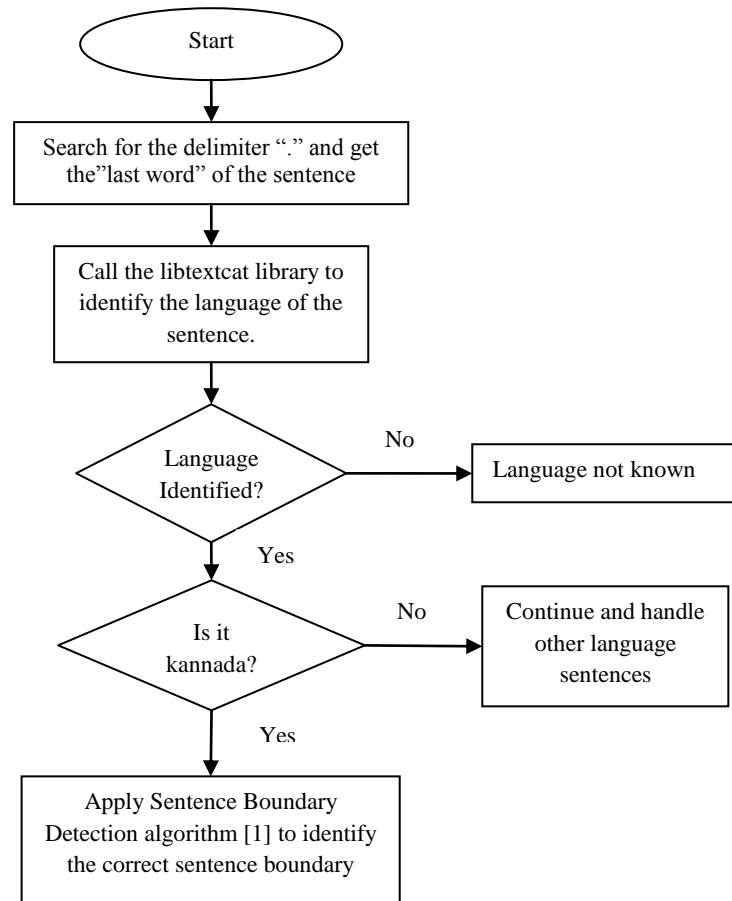 Start
Search for the delimiter “.” and get
the”last word” of the sentence
Call the libtextcat library to
identify the language of the
sentence.
Language
Identified?
No
Language not known
Yes
Is it
kannada?
No
Continue and handle
other language
sentences
Yes
Apply Sentence Boundary
Detection algorithm [1] to identify
the correct sentence boundary